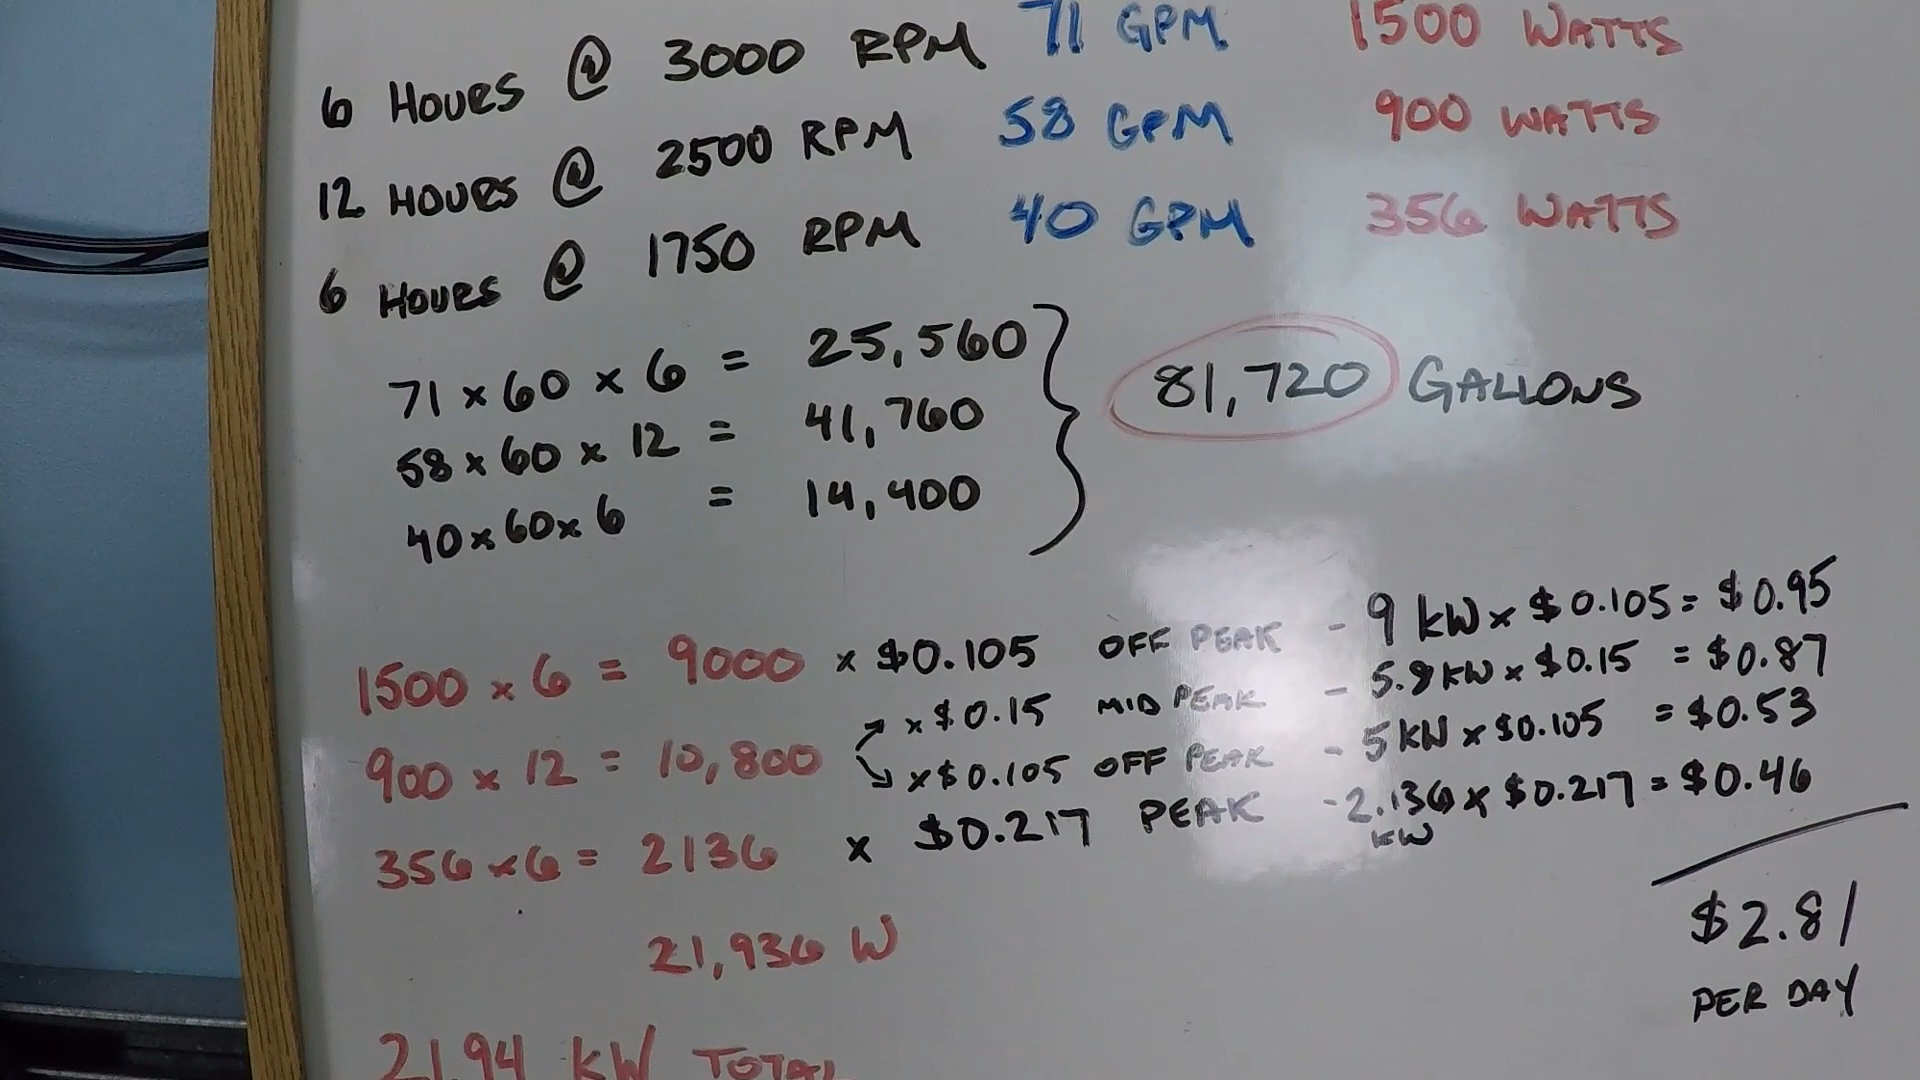 6 HOURS @ 3000 RPM 71 GPM 1500 WATTS
12 HOURS @ 2500 RPM 58 GPM 900 WATTS
6 HOURS @ 1750 RPM 40 GPM 356 WATTS
71 x 60 x 6 = 25,560
58 x 60 x 12 = 41,760
40 x 60 x 6 = 14,400
81,720 GALLONS
1500 x 6 = 9000 x $0.105 OFF PEAK - 9 KW x $0.105 = $0.95
x $0.15 MID PEAK - 5.8 KW x $0.15 = $0.87
900 x 12 = 10,800
x $0.105 OFF PEAK - 5 KW x $0.105 = $0.53
356 x 6 = 2136 x $0.217 PEAK - 2.136 KW x $0.217 = $0.46
21,936 W
$2.81
PER DAY
21.94 KW TOTAL